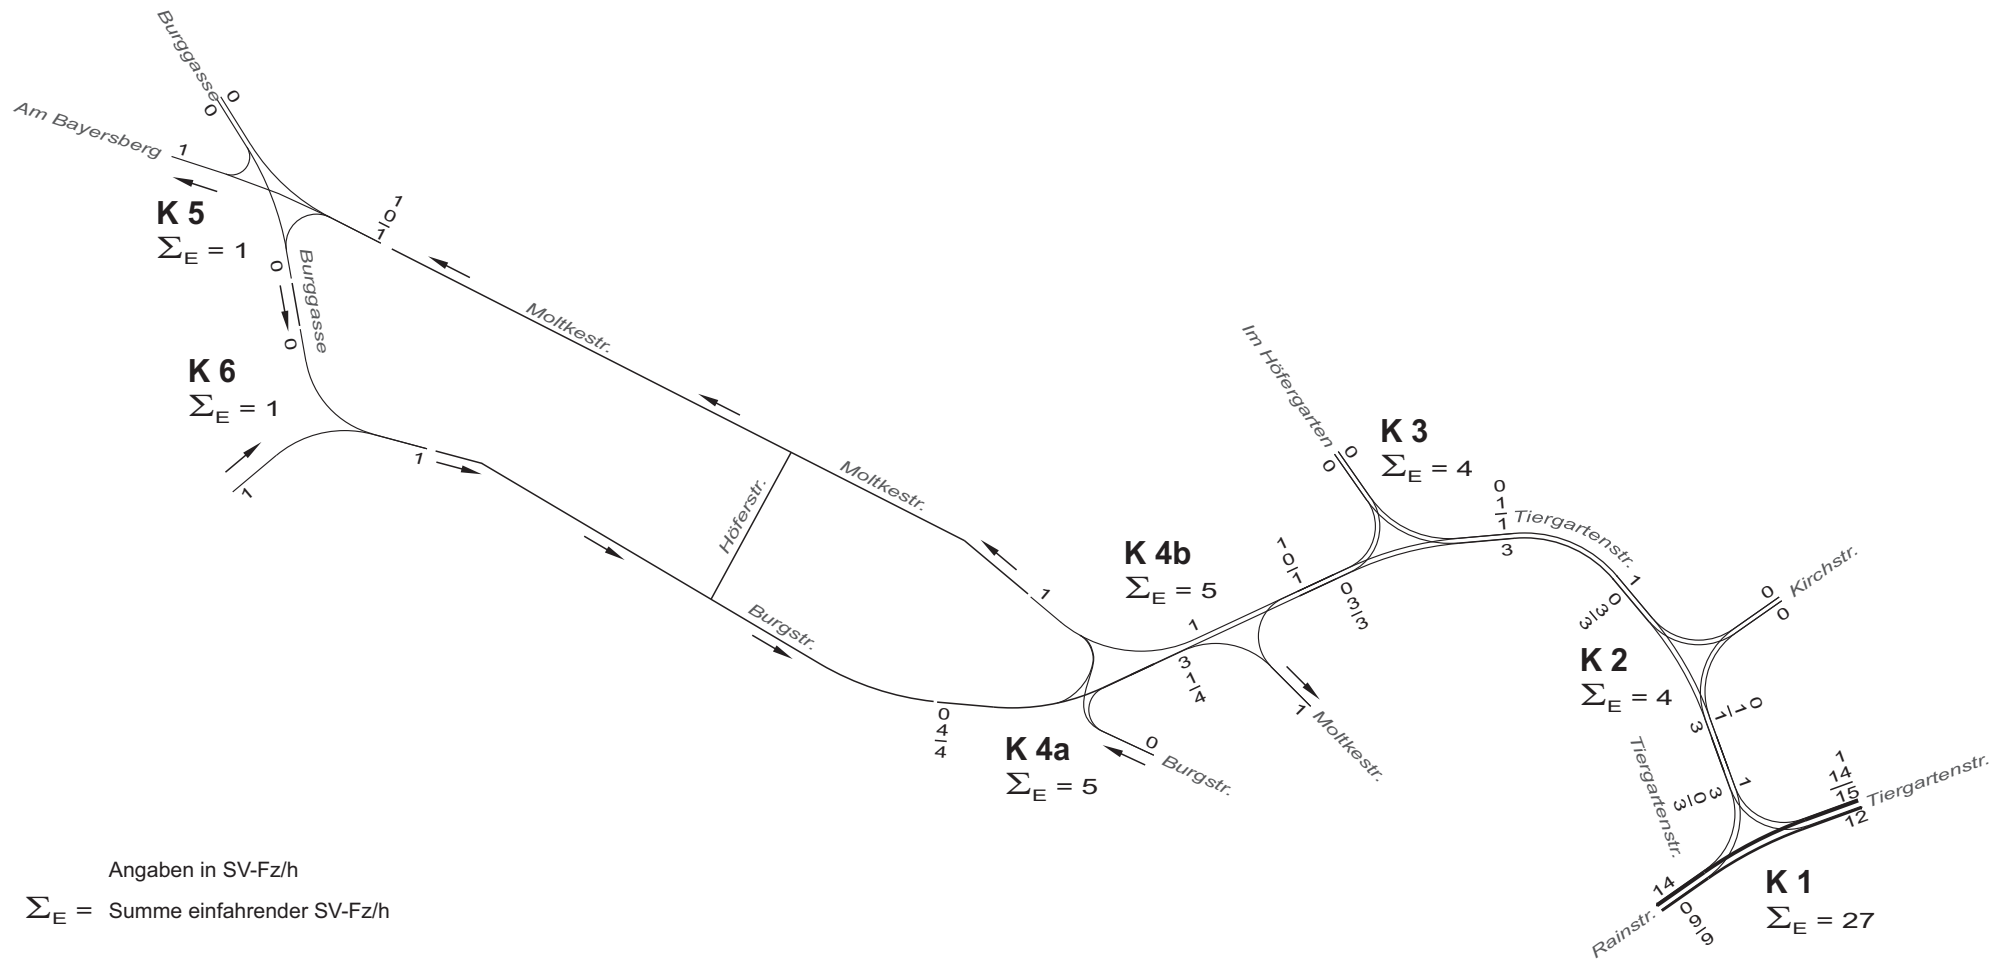 Burggasse
0
0
Am Bayersberg
1
K 5
ΣE = 1
1
0
1
0
Burggasse
0
Moltkestr.
K 6
ΣE = 1
1
1
Höferstr.
Moltkestr.
Burgstr.
0
4
4
1
K 4a
ΣE = 5
0
Burgstr.
K 4b
ΣE = 5
1
3
1
4
1
Moltkestr.
1
0
1
0
3
3
Im Höfergarten
0
0
K 3
ΣE = 4
0
1
1
3
Tiergartenstr.
1
0
3
3
Kirchstr.
0
0
K 2
ΣE = 4
3
1
1
0
Tiergartenstr.
3
0
3
1
1
14
15
12
Tiergartenstr.
K 1
ΣE = 27
14
Rainstr.
0
9
9
Angaben in SV-Fz/h
ΣE = Summe einfahrender SV-Fz/h